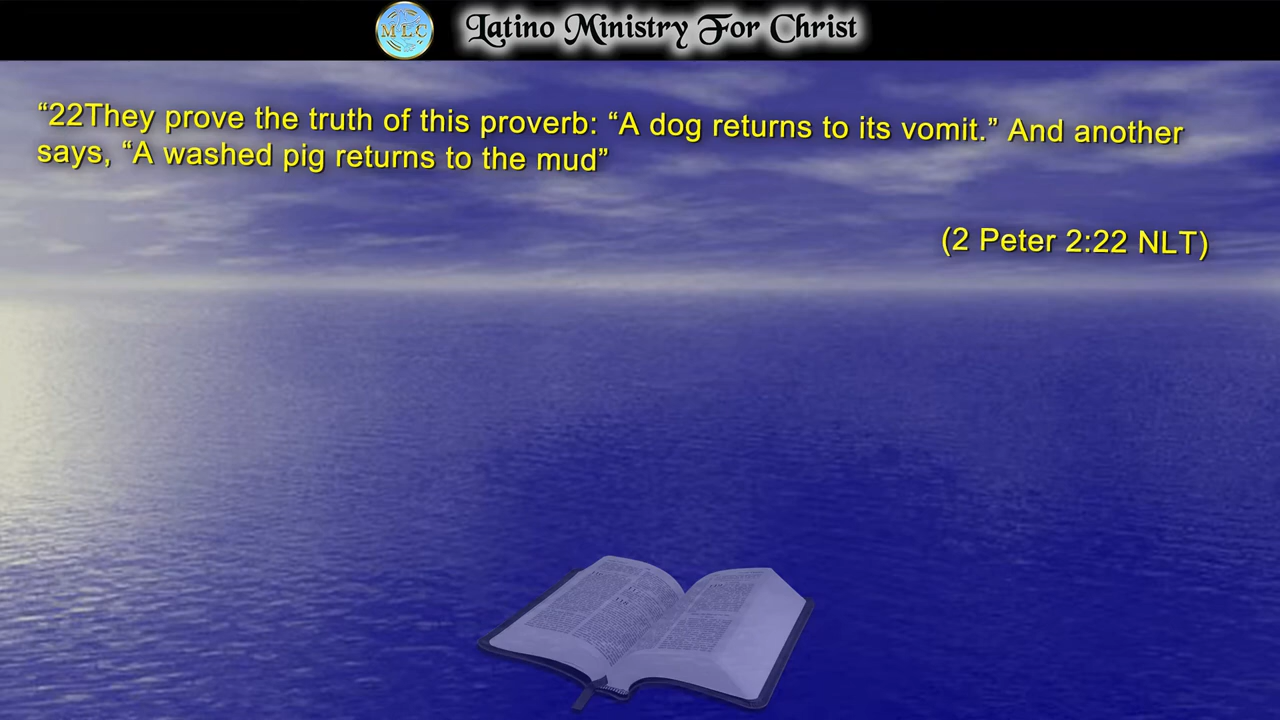 MLC
Latino Ministry For Christ
“22They prove the truth of this proverb: “A dog returns to its vomit.” And another
says, “A washed pig returns to the mud”
(2 Peter 2:22 NLT)